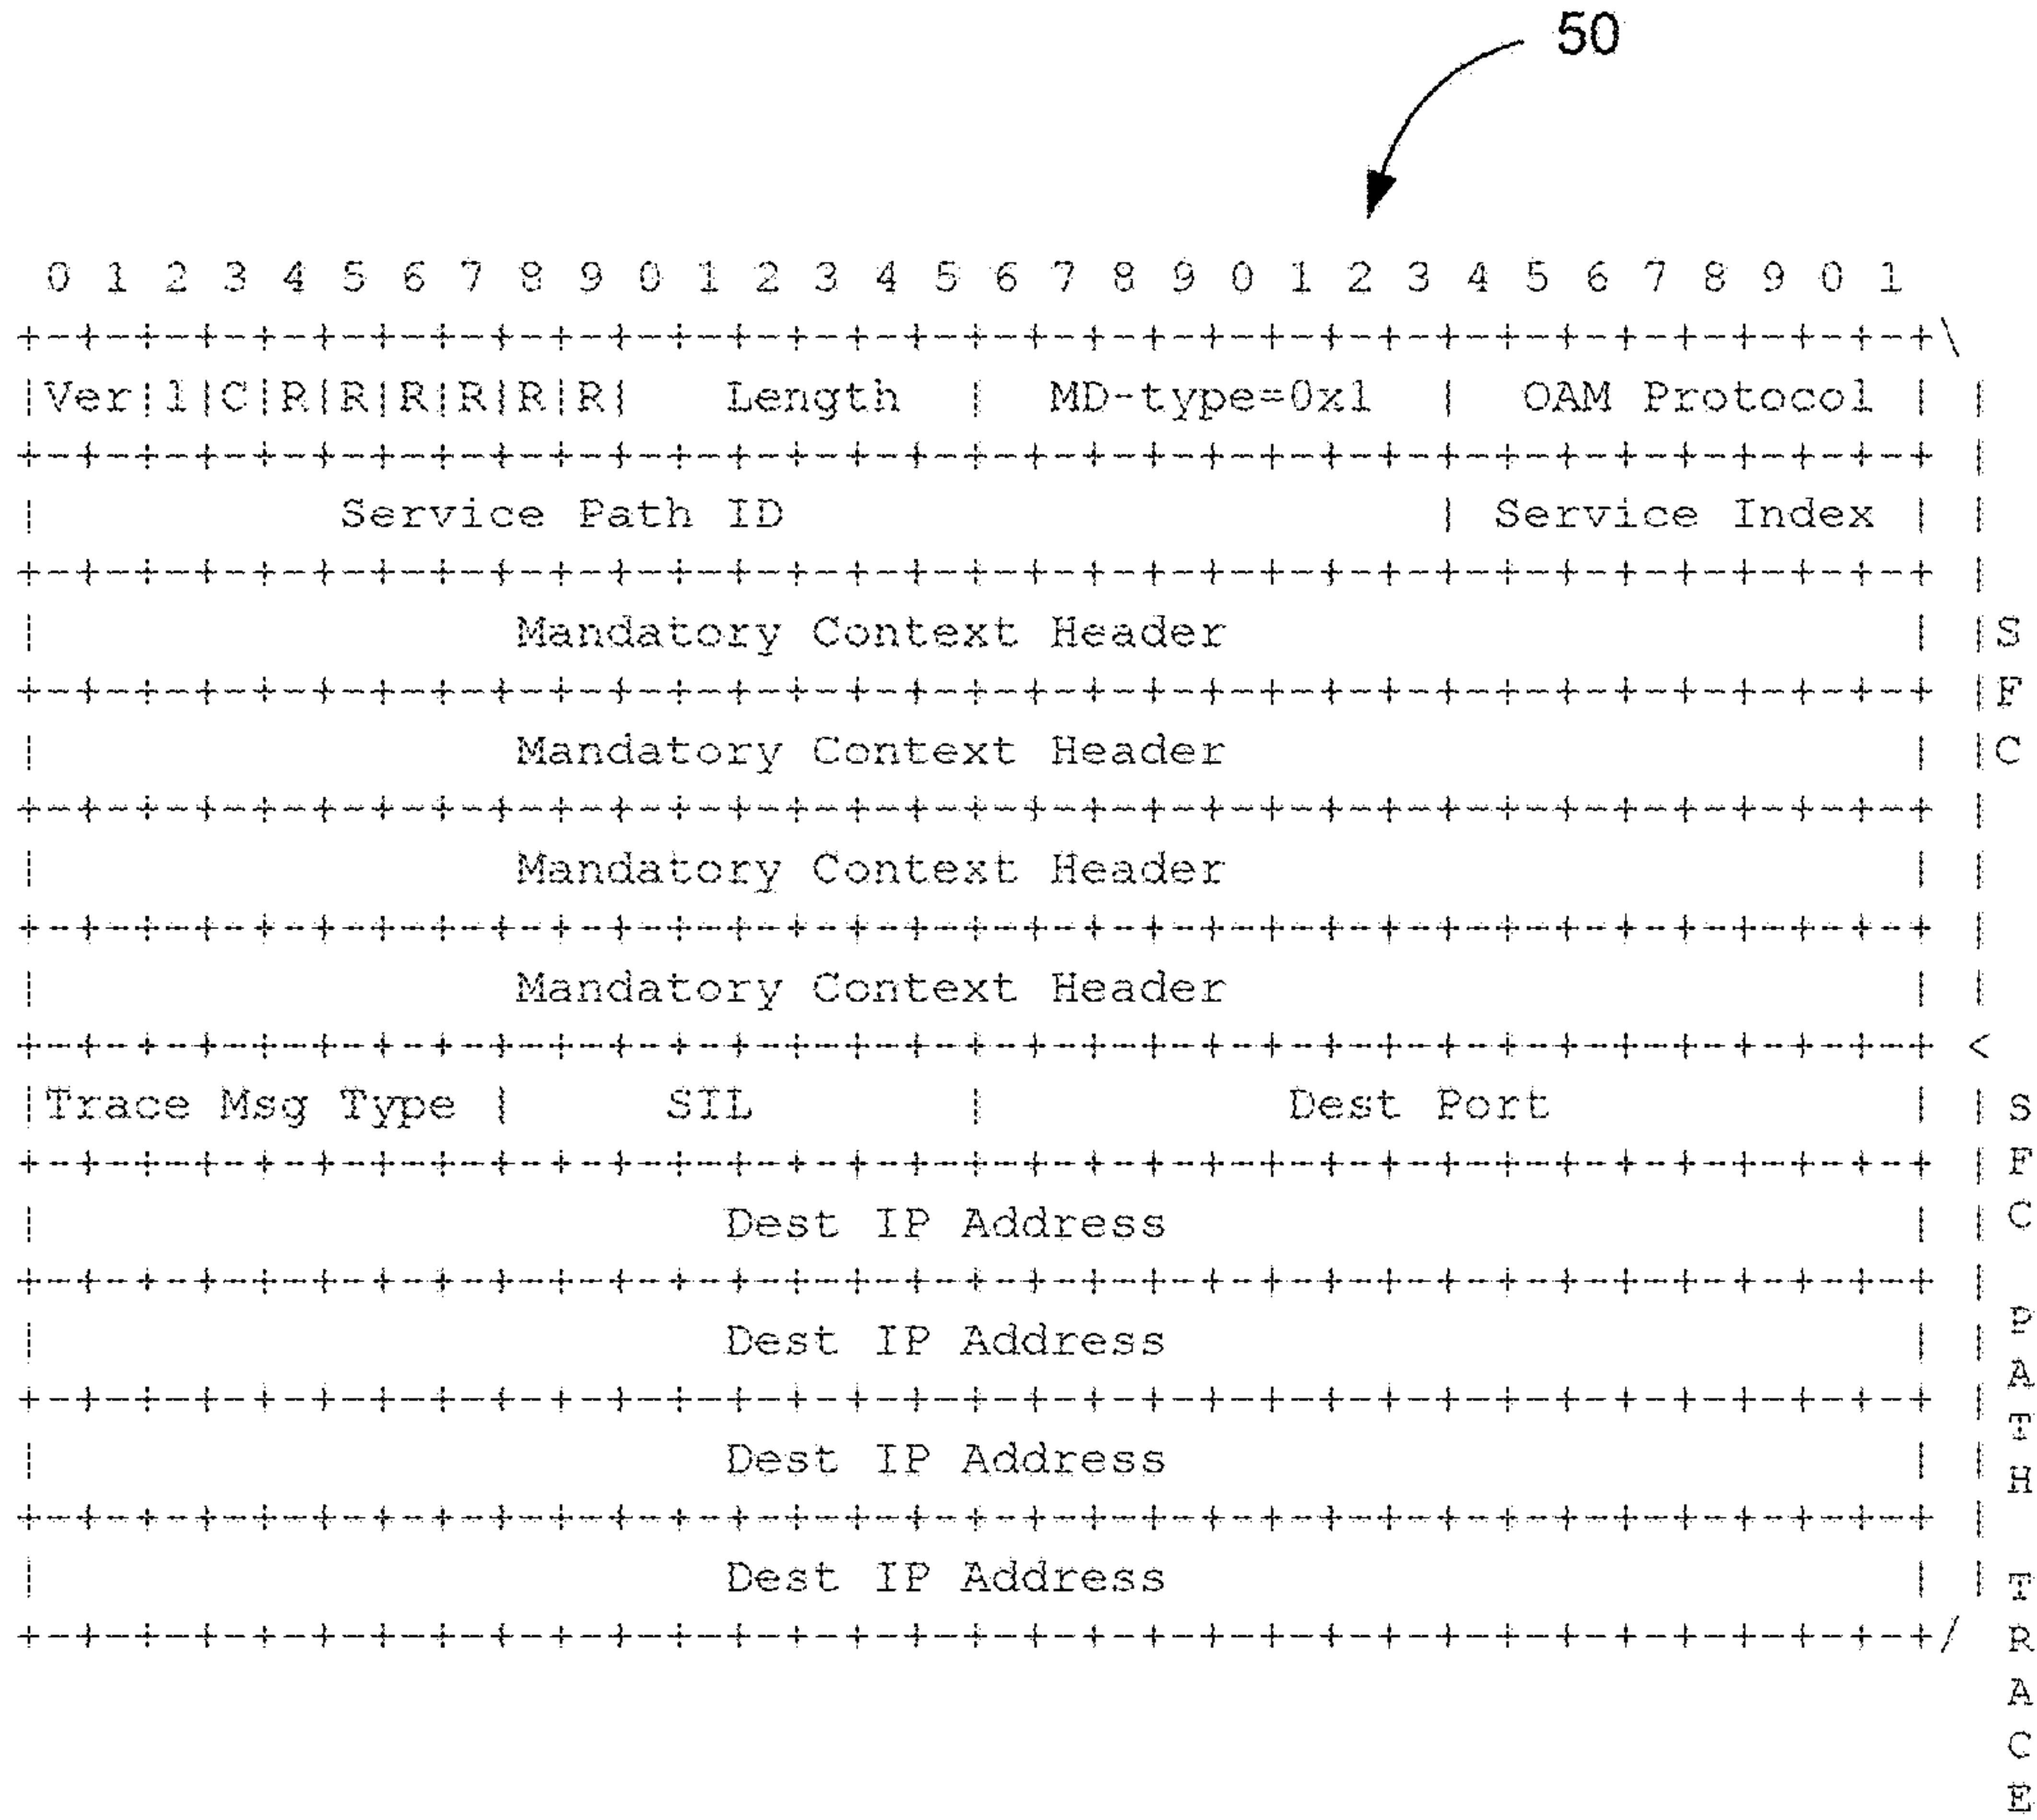 50
0 1 2 3 4 5 6 7 8 9 0 1 2 3 4 5 6 7 8 9 0 1 2 3 4 5 6 7 8 9 0 1
+-+-+-+-+-+-+-+-+-+-+-+-+-+-+-+-+-+-+-+-+-+-+-+-+-+-+-+-+-+-+-+-+\
|Ver|1|C|R|R|R|R|R|R|   Length  |  MD-type=0x1  |  OAM Protocol | |
+-+-+-+-+-+-+-+-+-+-+-+-+-+-+-+-+-+-+-+-+-+-+-+-+-+-+-+-+-+-+-+-+ |
|          Service Path ID                      | Service Index | |
+-+-+-+-+-+-+-+-+-+-+-+-+-+-+-+-+-+-+-+-+-+-+-+-+-+-+-+-+-+-+-+-+ |
|                Mandatory Context Header                       | |S
+-+-+-+-+-+-+-+-+-+-+-+-+-+-+-+-+-+-+-+-+-+-+-+-+-+-+-+-+-+-+-+-+ |F
|                Mandatory Context Header                       | |C
+-+-+-+-+-+-+-+-+-+-+-+-+-+-+-+-+-+-+-+-+-+-+-+-+-+-+-+-+-+-+-+-+ |
|                Mandatory Context Header                       | |
+-+-+-+-+-+-+-+-+-+-+-+-+-+-+-+-+-+-+-+-+-+-+-+-+-+-+-+-+-+-+-+-+ |
|                Mandatory Context Header                       | |
+-+-+-+-+-+-+-+-+-+-+-+-+-+-+-+-+-+-+-+-+-+-+-+-+-+-+-+-+-+-+-+-+ <
|Trace Msg Type |     SIL       |          Dest Port            | |
+-+-+-+-+-+-+-+-+-+-+-+-+-+-+-+-+-+-+-+-+-+-+-+-+-+-+-+-+-+-+-+-+ |
|                       Dest IP Address                         | |
+-+-+-+-+-+-+-+-+-+-+-+-+-+-+-+-+-+-+-+-+-+-+-+-+-+-+-+-+-+-+-+-+ |
|                       Dest IP Address                         | |
+-+-+-+-+-+-+-+-+-+-+-+-+-+-+-+-+-+-+-+-+-+-+-+-+-+-+-+-+-+-+-+-+ |
|                       Dest IP Address                         | |
+-+-+-+-+-+-+-+-+-+-+-+-+-+-+-+-+-+-+-+-+-+-+-+-+-+-+-+-+-+-+-+-+ |
|                       Dest IP Address                         | |
+-+-+-+-+-+-+-+-+-+-+-+-+-+-+-+-+-+-+-+-+-+-+-+-+-+-+-+-+-+-+-+-+/
SFC PATH TRACE